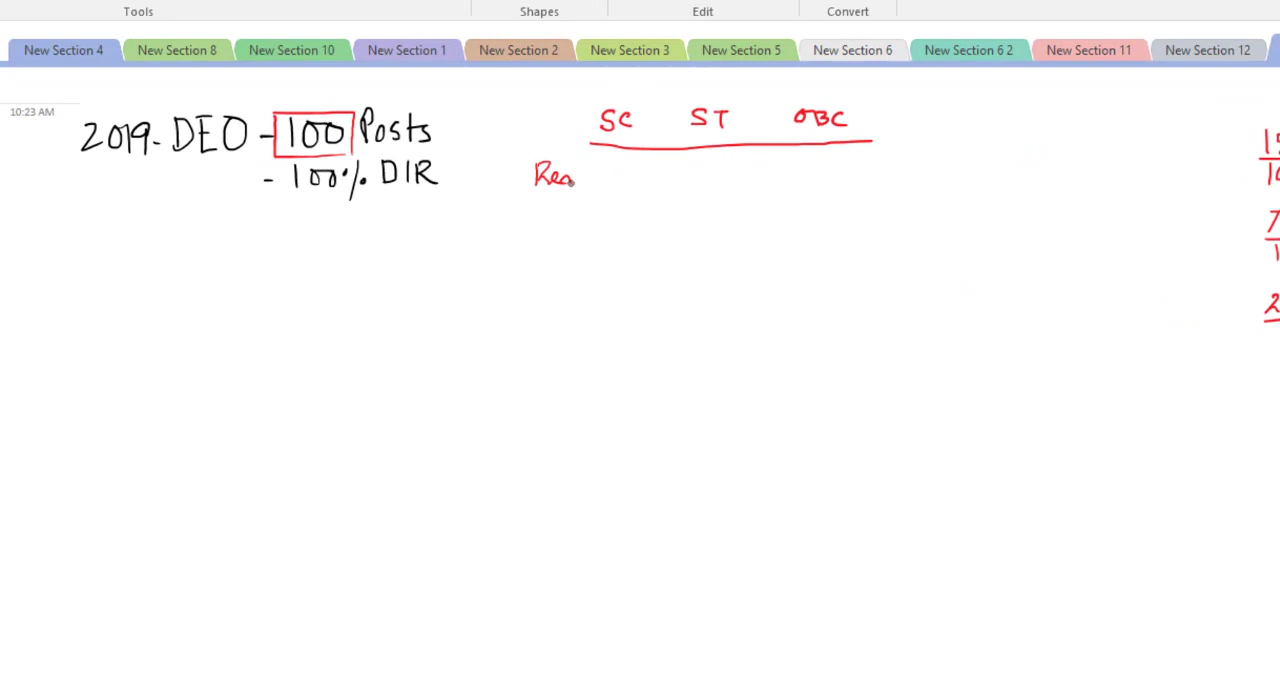 Tools Shapes Edit Convert
New Section 4 New Section 8 New Section 10 New Section 1 New Section 2 New Section 3 New Section 5 New Section 6 New Section 6 2 New Section 11 New Section 12
10:23 AM
2019- DEO - 100 Posts
- 100% DIR
SC ST OBC